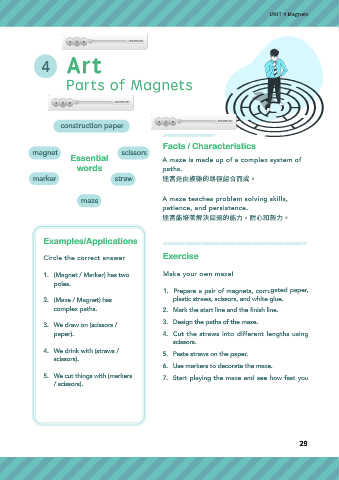 UNIT 4 Magnets
4
Art
Parts of Magnets
construction paper
magnet
scissors
Essential
words
marker
straw
maze
Facts / Characteristics
A maze is made up of a complex system of
paths.
迷宮是由複雜的路徑組合而成。
A maze teaches problem solving skills,
patience, and persistence.
迷宮能培養解決問題的能力、耐心和毅力。
Examples/Applications
Circle the correct answer
1. (Magnet / Marker) has two
poles.
2. (Maze / Magnet) has
complex paths.
3. We draw on (scissors /
paper).
4. We drink with (straws /
scissors).
5. We cut things with (markers
/ scissors).
Exercise
Make your own maze!
1. Prepare a pair of magnets, corrugated paper,
plastic straws, scissors, and white glue.
2. Mark the start line and the finish line.
3. Design the paths of the maze.
4. Cut the straws into different lengths using
scissors.
5. Paste straws on the paper.
6. Use markers to decorate the maze.
7. Start playing the maze and see how fast you
29